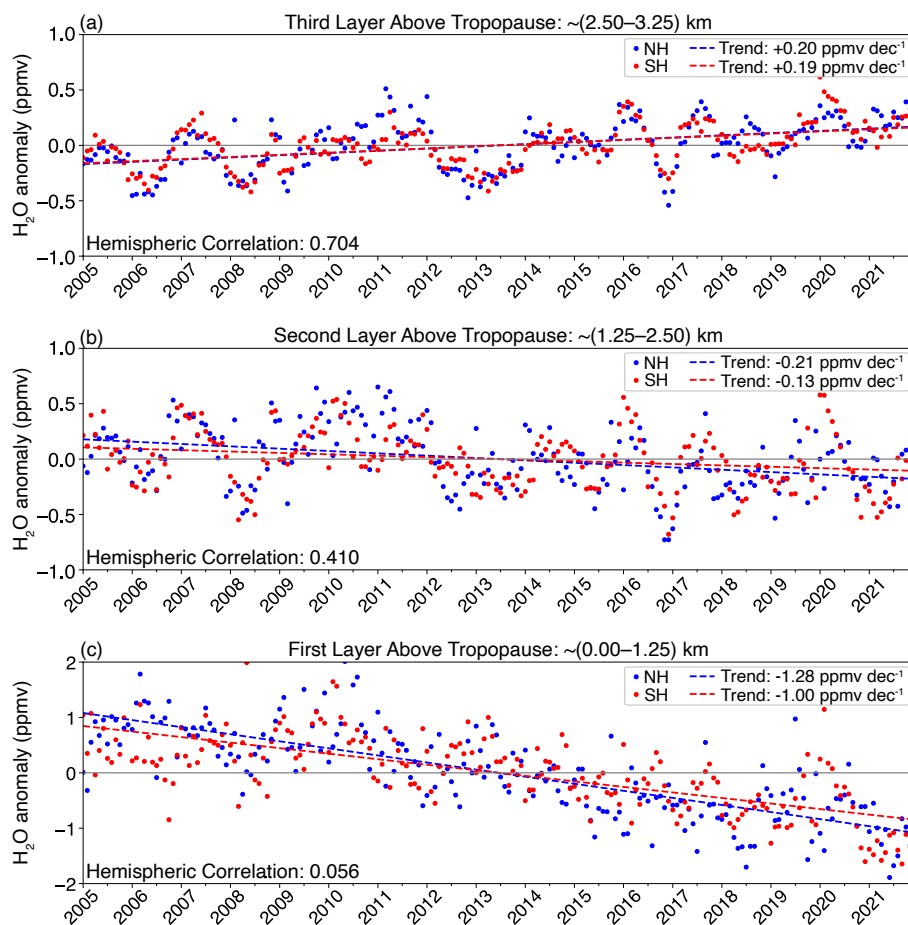 (a) Third Layer Above Tropopause: ~(2.50–3.25) km
1.0
0.5
0.0
−0.5
−1.0
H₂O anomaly (ppmv)
NH Trend: +0.20 ppmv dec⁻¹
SH Trend: +0.19 ppmv dec⁻¹
Hemispheric Correlation: 0.704
2005 2006 2007 2008 2009 2010 2011 2012 2013 2014 2015 2016 2017 2018 2019 2020 2021
(b) Second Layer Above Tropopause: ~(1.25–2.50) km
1.0
0.5
0.0
−0.5
−1.0
H₂O anomaly (ppmv)
NH Trend: -0.21 ppmv dec⁻¹
SH Trend: -0.13 ppmv dec⁻¹
Hemispheric Correlation: 0.410
2005 2006 2007 2008 2009 2010 2011 2012 2013 2014 2015 2016 2017 2018 2019 2020 2021
(c) First Layer Above Tropopause: ~(0.00–1.25) km
2
1
0
−1
−2
H₂O anomaly (ppmv)
NH Trend: -1.28 ppmv dec⁻¹
SH Trend: -1.00 ppmv dec⁻¹
Hemispheric Correlation: 0.056
2005 2006 2007 2008 2009 2010 2011 2012 2013 2014 2015 2016 2017 2018 2019 2020 2021